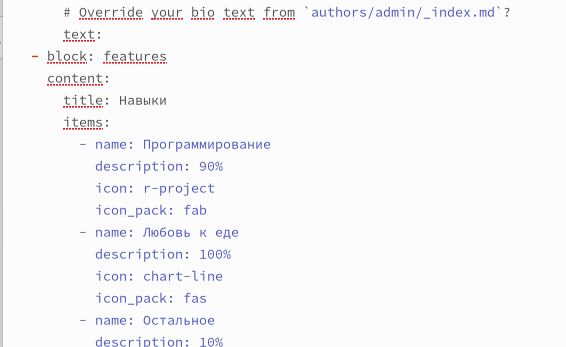 # Override your bio text from `authors/admin/_index.md`?
text:
- block: features
content:
title: Навыки
items:
- name: Программирование
description: 90%
icon: r-project
icon_pack: fab
- name: Любовь к еде
description: 100%
icon: chart-line
icon_pack: fas
- name: Остальное
description: 10%